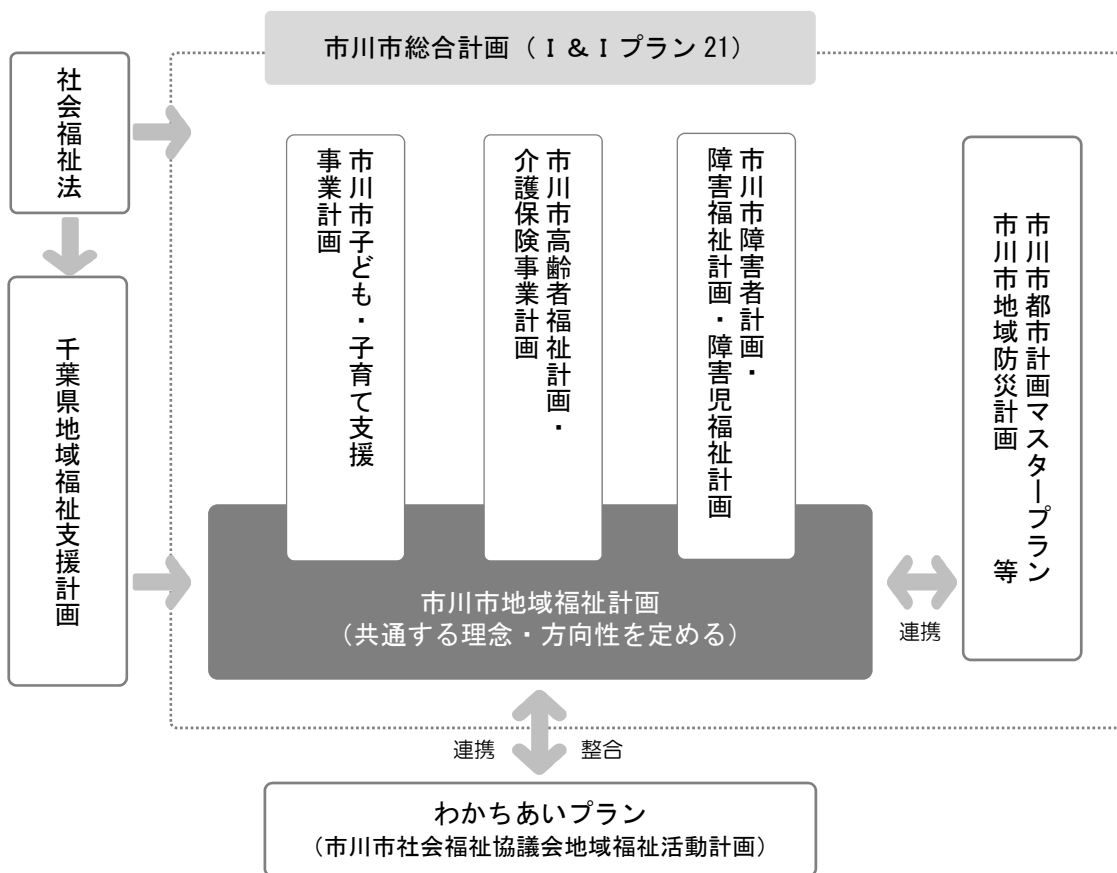 市川市総合計画（Ｉ＆Ｉプラン21）
社会福祉法
千葉県地域福祉支援計画
市川市子ども・子育て支援
事業計画
市川市高齢者福祉計画・
介護保険事業計画
市川市障害者計画・
障害福祉計画・障害児福祉計画
市川市都市計画マスタープラン
市川市地域防災計画　等
市川市地域福祉計画
（共通する理念・方向性を定める）
連携
連携
整合
わかちあいプラン
（市川市社会福祉協議会地域福祉活動計画）